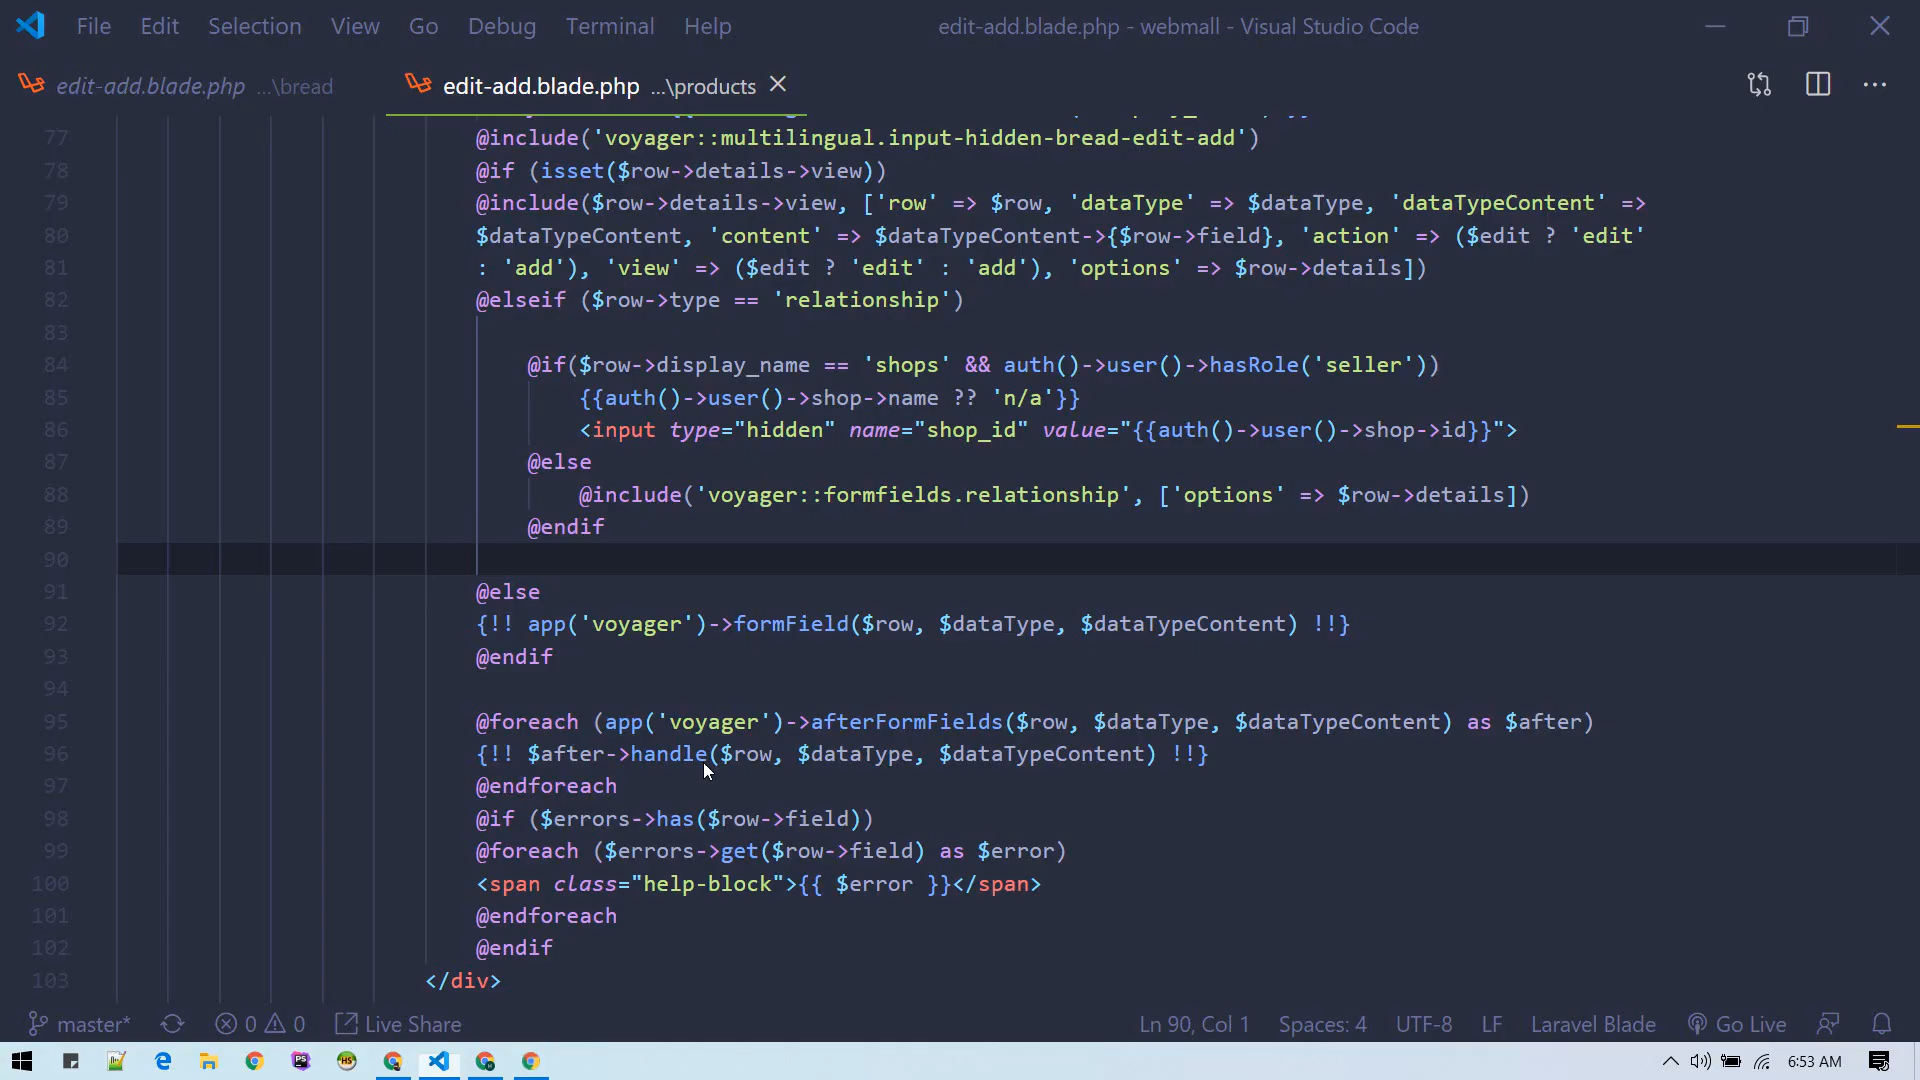 File Edit Selection View Go Debug Terminal Help edit-add.blade.php - webmall - Visual Studio Code
edit-add.blade.php ...\bread edit-add.blade.php ...\products
77 @include('voyager::multilingual.input-hidden-bread-edit-add')
78 @if (isset($row->details->view))
79 @include($row->details->view, ['row' => $row, 'dataType' => $dataType, 'dataTypeContent' =>
80 $dataTypeContent, 'content' => $dataTypeContent->{$row->field}, 'action' => ($edit ? 'edit'
81 : 'add'), 'view' => ($edit ? 'edit' : 'add'), 'options' => $row->details])
82 @elseif ($row->type == 'relationship')
83
84 @if($row->display_name == 'shops' && auth()->user()->hasRole('seller'))
85 {{auth()->user()->shop->name ?? 'n/a'}}
86 <input type="hidden" name="shop_id" value="{{auth()->user()->shop->id}}">
87 @else
88 @include('voyager::formfields.relationship', ['options' => $row->details])
89 @endif
90
91 @else
92 {!! app('voyager')->formField($row, $dataType, $dataTypeContent) !!}
93 @endif
94
95 @foreach (app('voyager')->afterFormFields($row, $dataType, $dataTypeContent) as $after)
96 {!! $after->handle($row, $dataType, $dataTypeContent) !!}
97 @endforeach
98 @if ($errors->has($row->field))
99 @foreach ($errors->get($row->field) as $error)
100 <span class="help-block">{{ $error }}</span>
101 @endforeach
102 @endif
103 </div>
master* 0 0 Live Share Ln 90, Col 1 Spaces: 4 UTF-8 LF Laravel Blade Go Live
6:53 AM